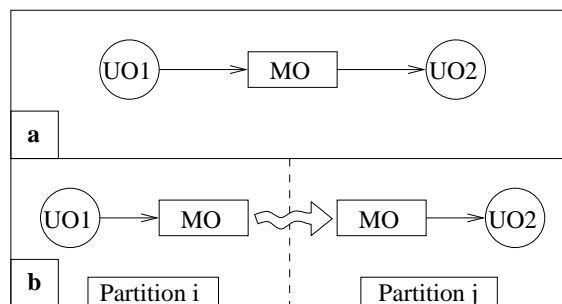 UO1 MO UO2
a
UO1 MO MO UO2
b
Partition i Partition j